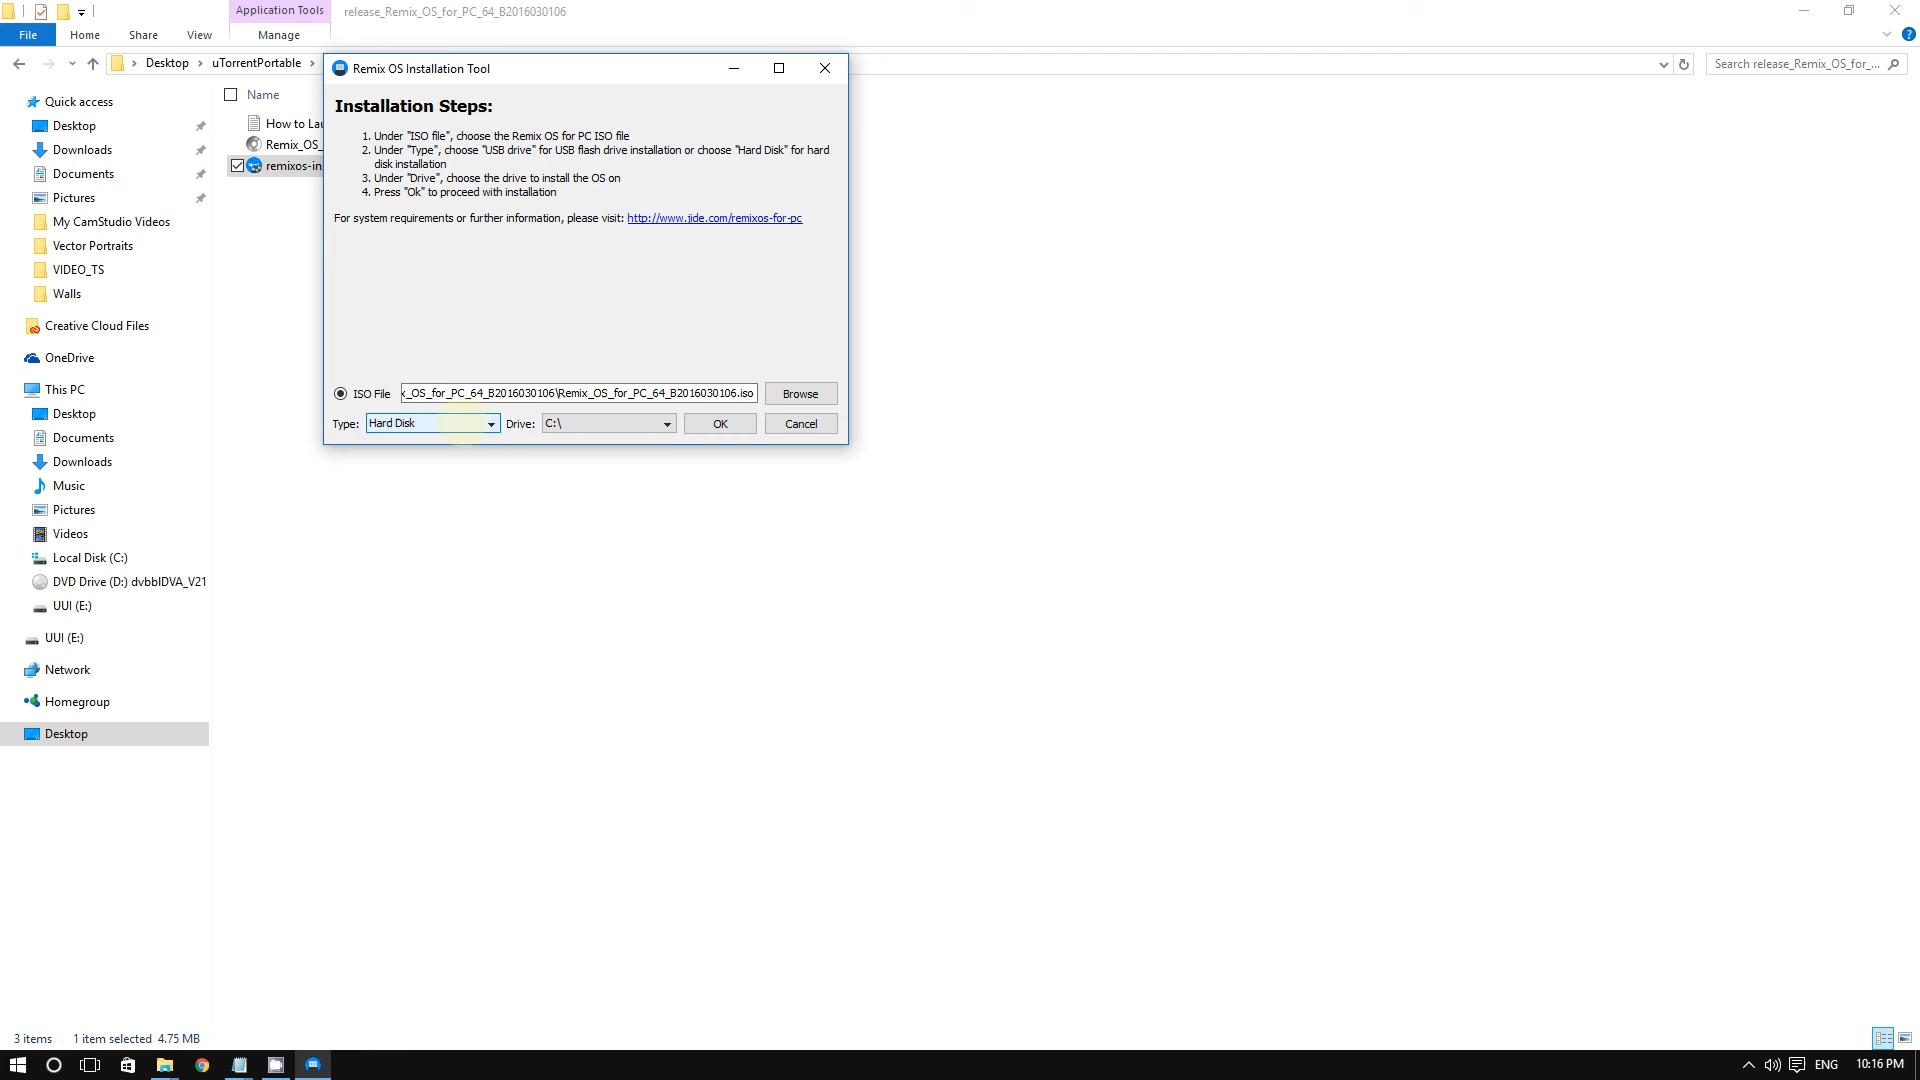 Application Tools
release_Remix_OS_for_PC_64_B2016030106
File
Home
Share
View
Manage
Desktop
uTorrentPortable
Search release_Remix_OS_for_...
Quick access
Desktop
Downloads
Documents
Pictures
My CamStudio Videos
Vector Portraits
VIDEO_TS
Walls
Creative Cloud Files
OneDrive
This PC
Desktop
Documents
Downloads
Music
Pictures
Videos
Local Disk (C:)
DVD Drive (D:) dvbblDVA_V21
UUI (E:)
UUI (E:)
Network
Homegroup
Desktop
Name
How to Lau
Remix_OS_
remixos-in
Remix OS Installation Tool
Installation Steps:
1. Under "ISO file", choose the Remix OS for PC ISO file
2. Under "Type", choose "USB drive" for USB flash drive installation or choose "Hard Disk" for hard
disk installation
3. Under "Drive", choose the drive to install the OS on
4. Press "Ok" to proceed with installation
For system requirements or further information, please visit: http://www.jide.com/remixos-for-pc
ISO File
_OS_for_PC_64_B2016030106\Remix_OS_for_PC_64_B2016030106.iso
Browse
Type:
Hard Disk
Drive:
C:\
OK
Cancel
3 items
1 item selected 4.75 MB
ENG
10:16 PM